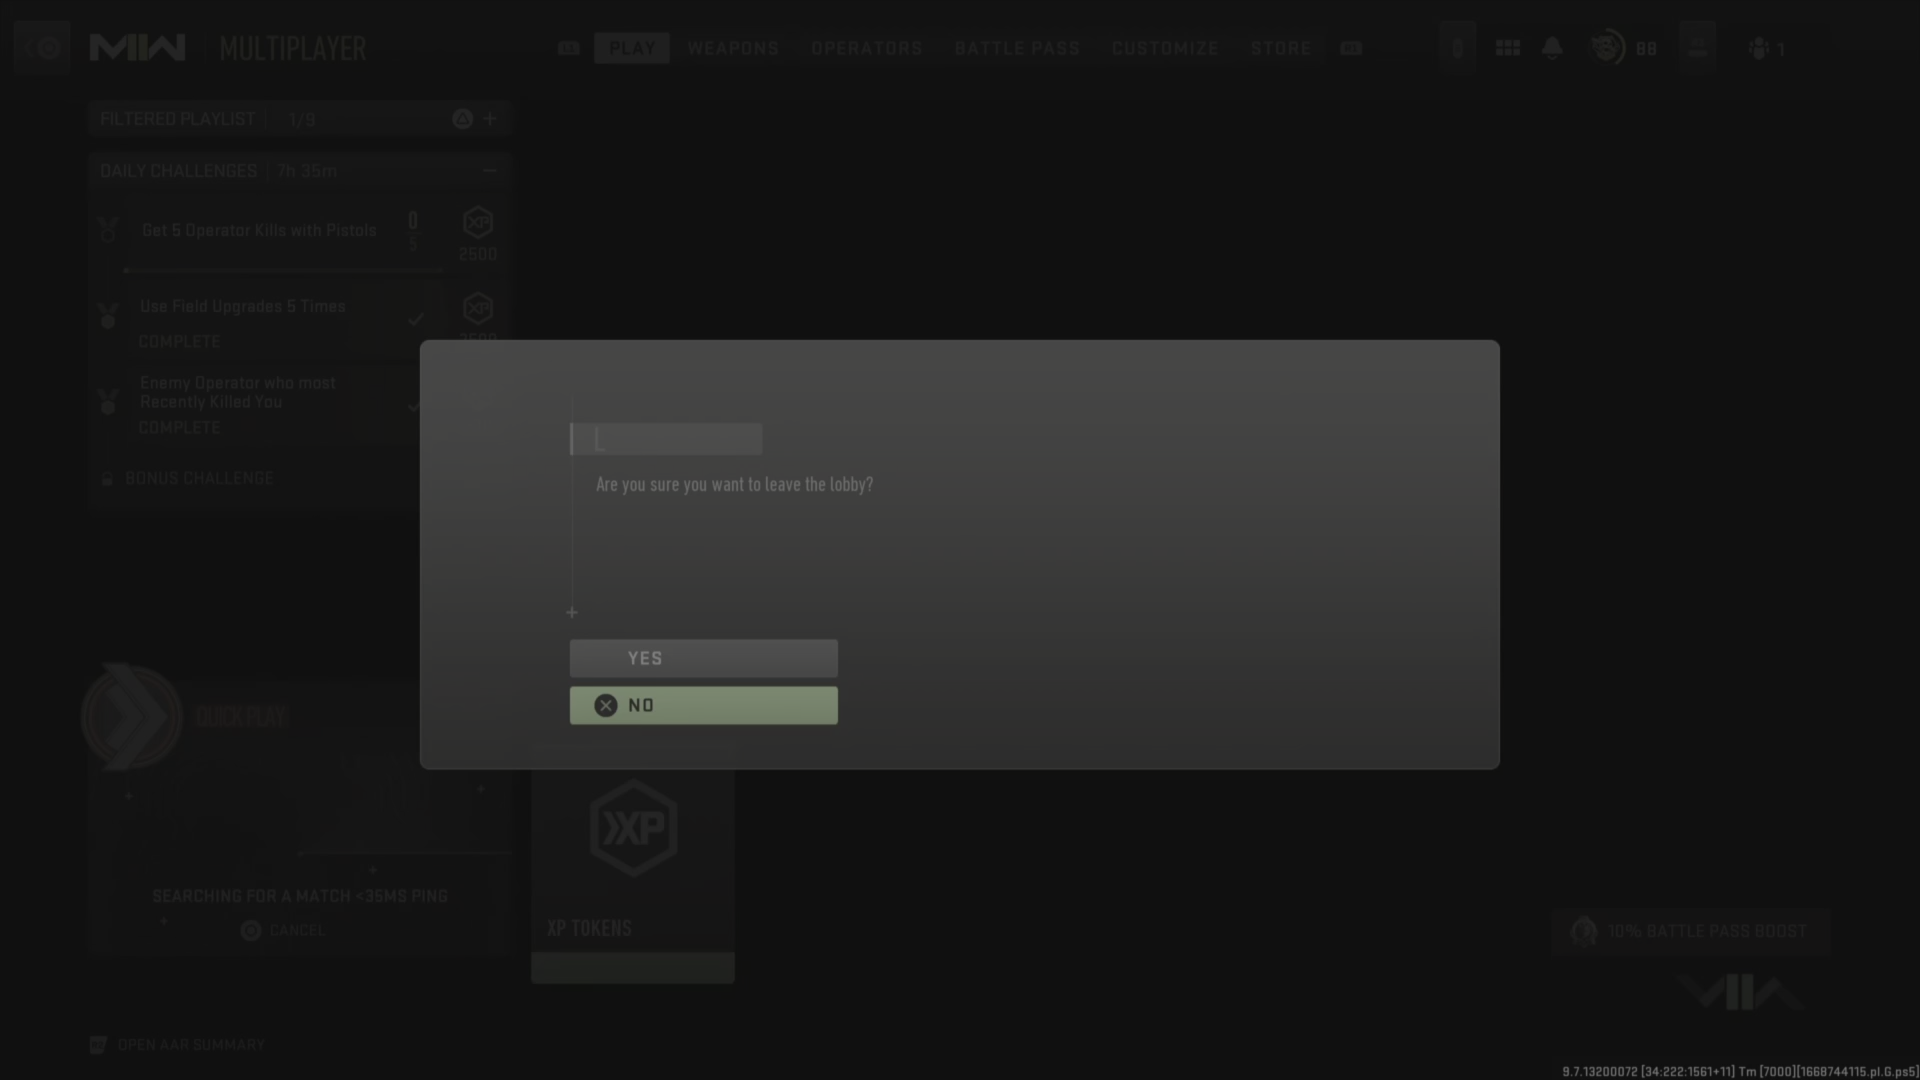 MWII MULTIPLAYER
PLAY WEAPONS OPERATORS BATTLE PASS CUSTOMIZE STORE
88
1
FILTERED PLAYLIST 1/9
DAILY CHALLENGES 7h 35m
Get 5 Operator Kills with Pistols
0
5
XP
2500
Use Field Upgrades 5 Times
XP
COMPLETE
Enemy Operator who most
Recently Killed You
COMPLETE
BONUS CHALLENGE
L
Are you sure you want to leave the lobby?
YES
NO
QUICK PLAY
SEARCHING FOR A MATCH <35MS PING
CANCEL
XP
XP TOKENS
10% BATTLE PASS BOOST
OPEN AAR SUMMARY
9.7.13200072 [34:222:1561+11] Tm [7000][1668744115.pl.G.ps5]